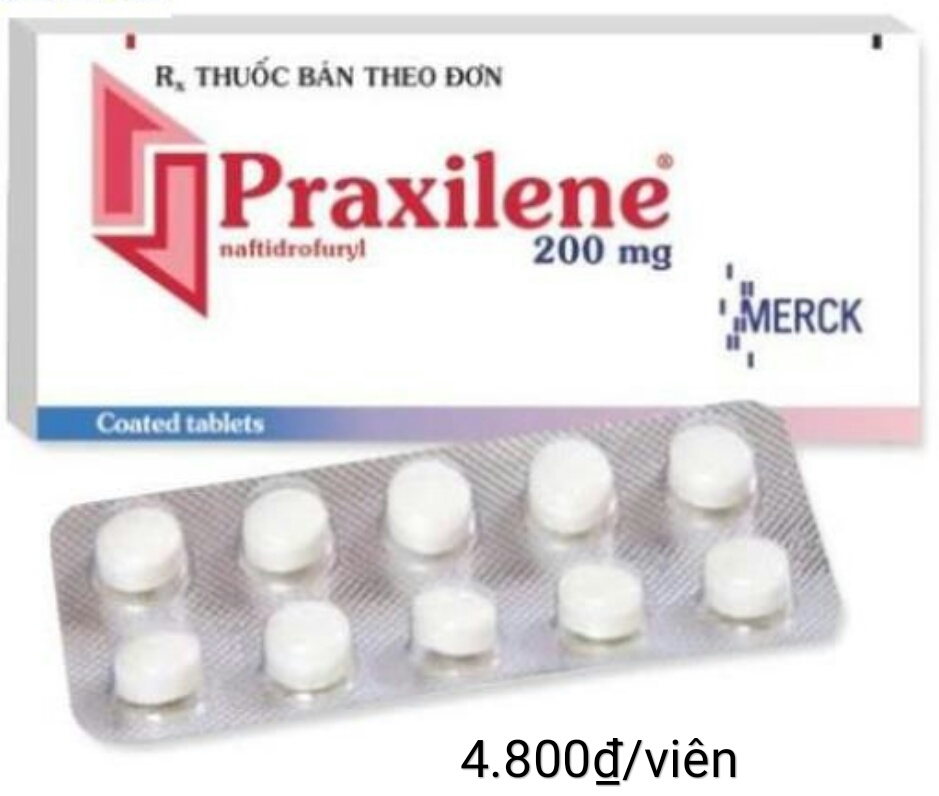 Rx THUỐC BÁN THEO ĐƠN
Praxilene®
naftidrofuryl
200 mg
MERCK
Coated tablets
4.800₫/viên